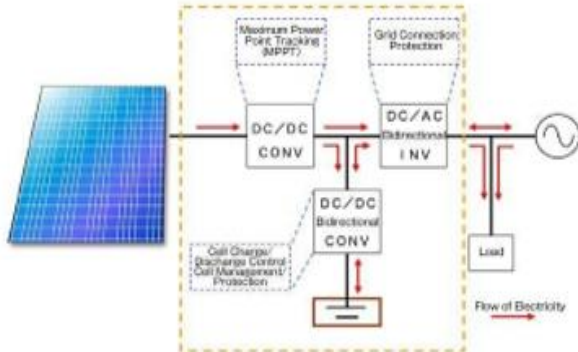 Maximum Power
Point Tracking
(MPPT)
Grid Connection
Protection
DC/DC
CONV
DC/AC
Bidirectional
INV
DC/DC
Bidirectional
CONV
Cell Charge/
Discharge Control
Cell Management/
Protection
Load
Flow of Electricity